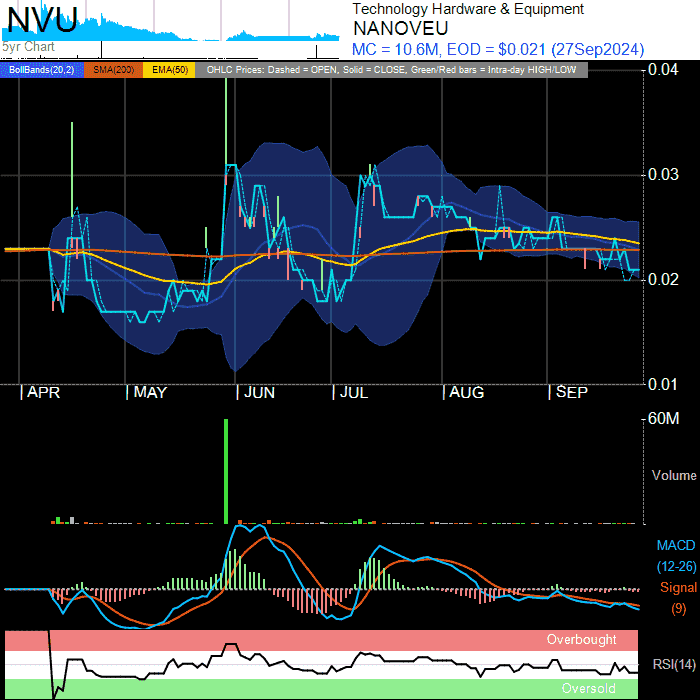 NVU
5yr Chart
Technology Hardware & Equipment
NANOVEU
MC = 10.6M, EOD = $0.021 (27Sep2024)
BollBands(20,2) SMA(200) EMA(50) OHLC Prices: Dashed = OPEN, Solid = CLOSE, Green/Red bars = Intra-day HIGH/LOW
0.04
0.03
0.02
0.01
APR MAY JUN JUL AUG SEP
60M
Volume
MACD
(12-26)
Signal
(9)
Overbought
RSI(14)
Oversold